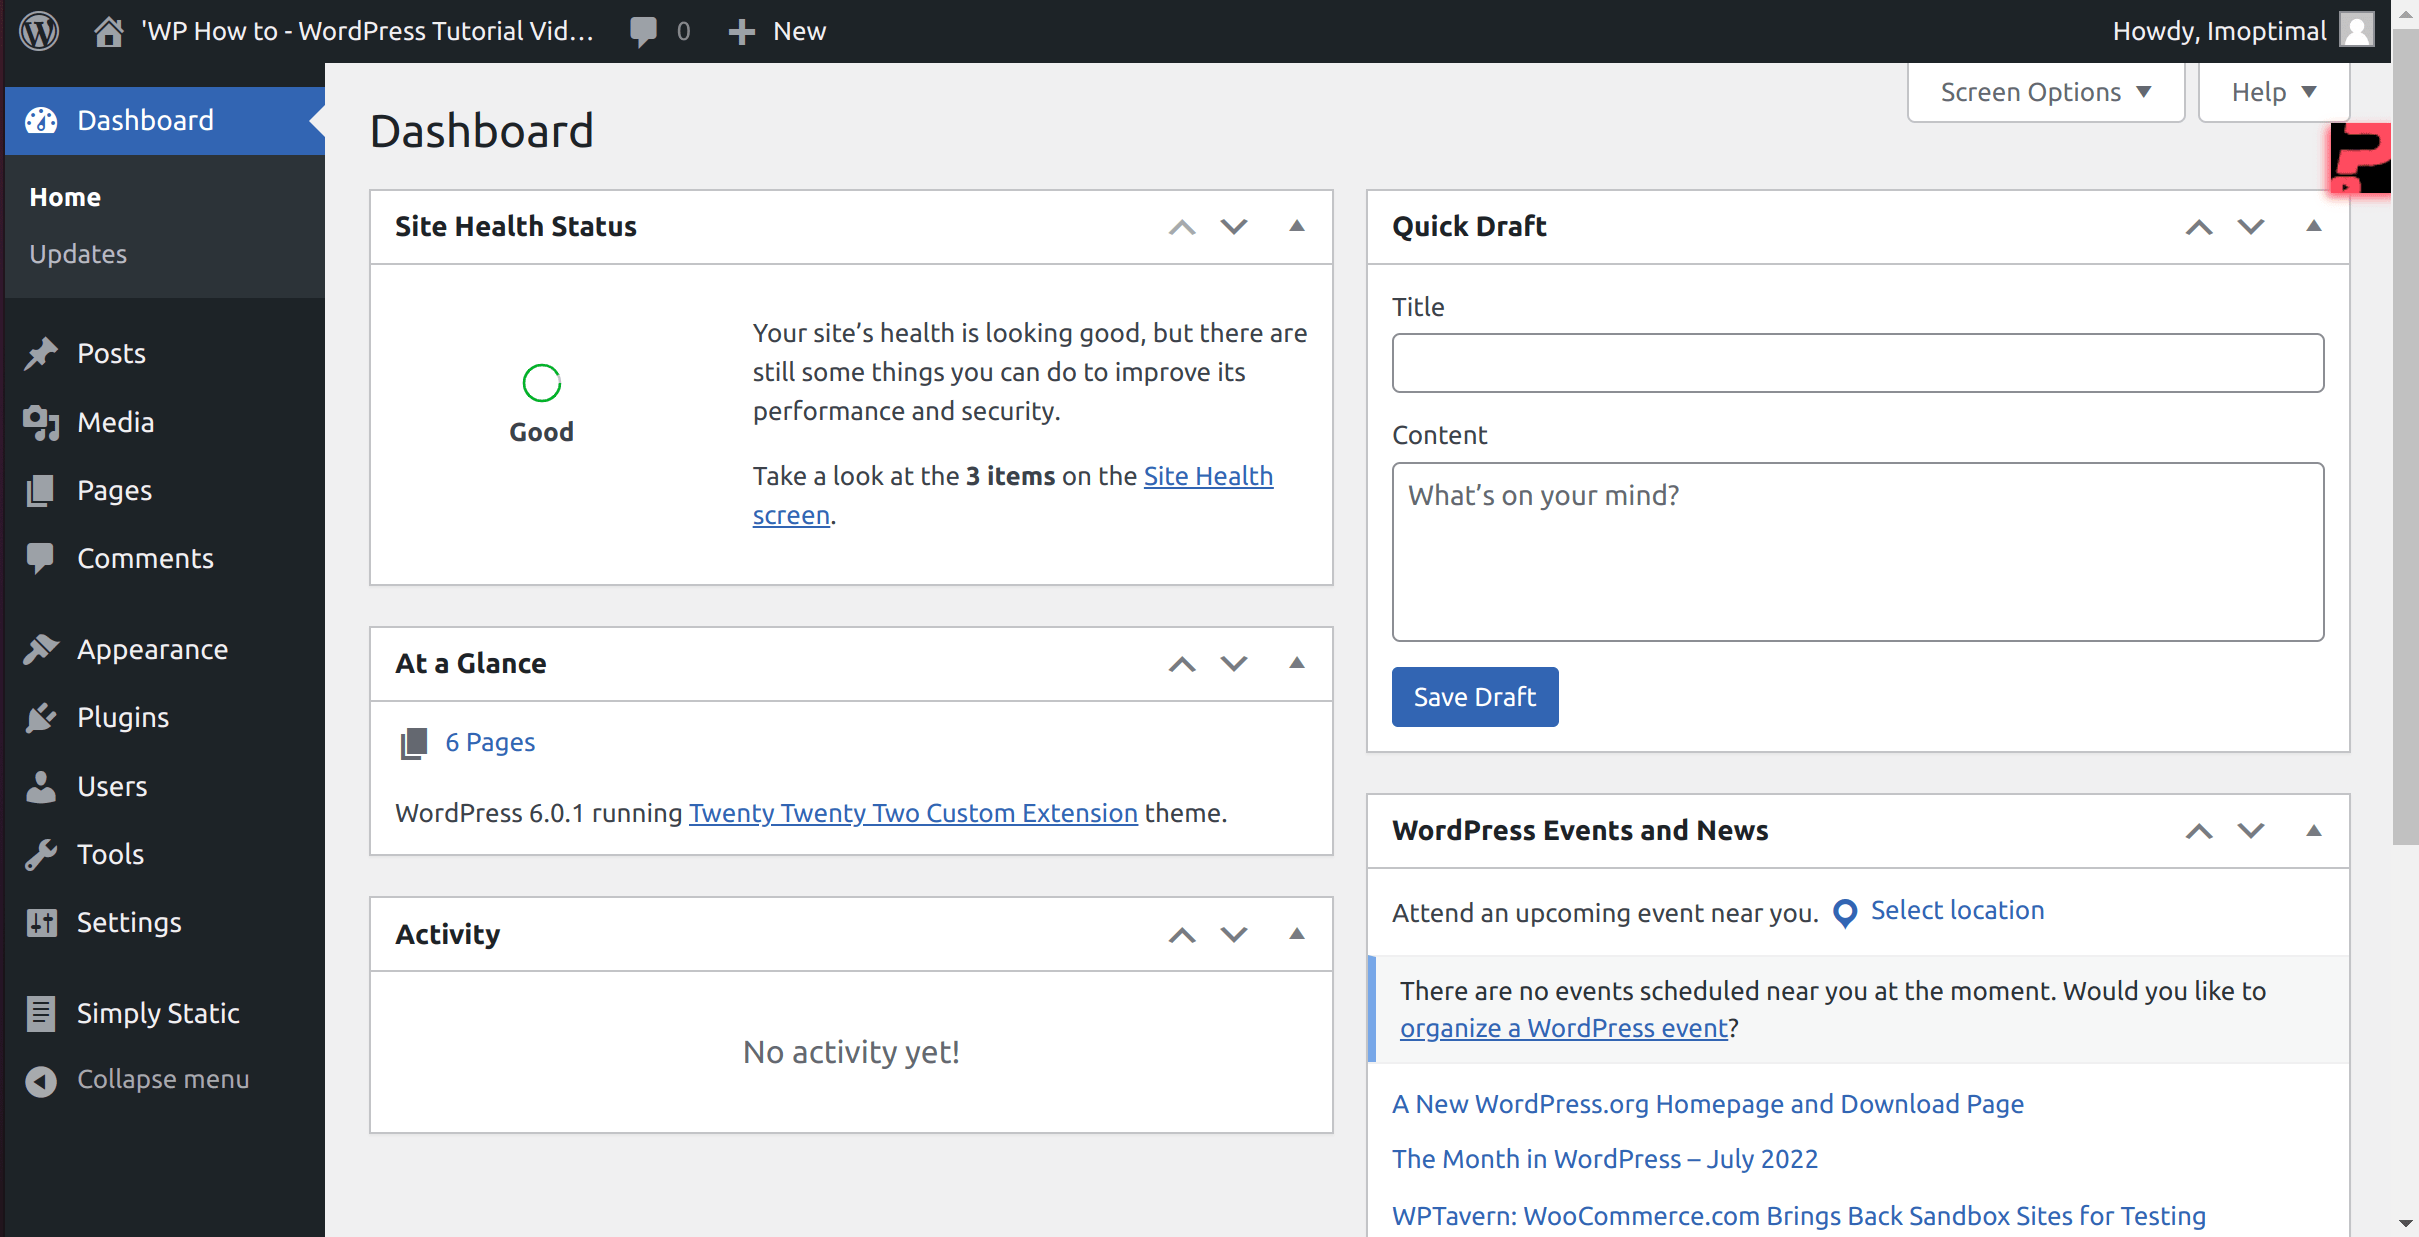 'WP How to - WordPress Tutorial Vid…
0
New
Howdy, Imoptimal
Screen Options
Help
Dashboard
Home
Updates
Posts
Media
Pages
Comments
Appearance
Plugins
Users
Tools
Settings
Simply Static
Collapse menu
Dashboard
Site Health Status
Good
Your site’s health is looking good, but there are
still some things you can do to improve its
performance and security.
Take a look at the 3 items on the Site Health
screen.
At a Glance
6 Pages
WordPress 6.0.1 running Twenty Twenty Two Custom Extension theme.
Activity
No activity yet!
Quick Draft
Title
Content
What’s on your mind?
Save Draft
WordPress Events and News
Attend an upcoming event near you.
Select location
There are no events scheduled near you at the moment. Would you like to
organize a WordPress event?
A New WordPress.org Homepage and Download Page
The Month in WordPress – July 2022
WPTavern: WooCommerce.com Brings Back Sandbox Sites for Testing